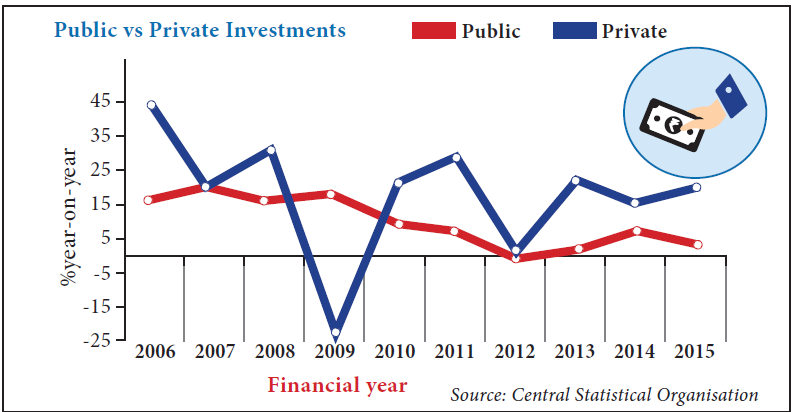 Public vs Private Investments
Public
Private
%year-on-year
45
35
25
15
5
-5
-15
-25
2006 2007 2008 2009 2010 2011 2012 2013 2014 2015
Financial year
Source: Central Statistical Organisation
₹